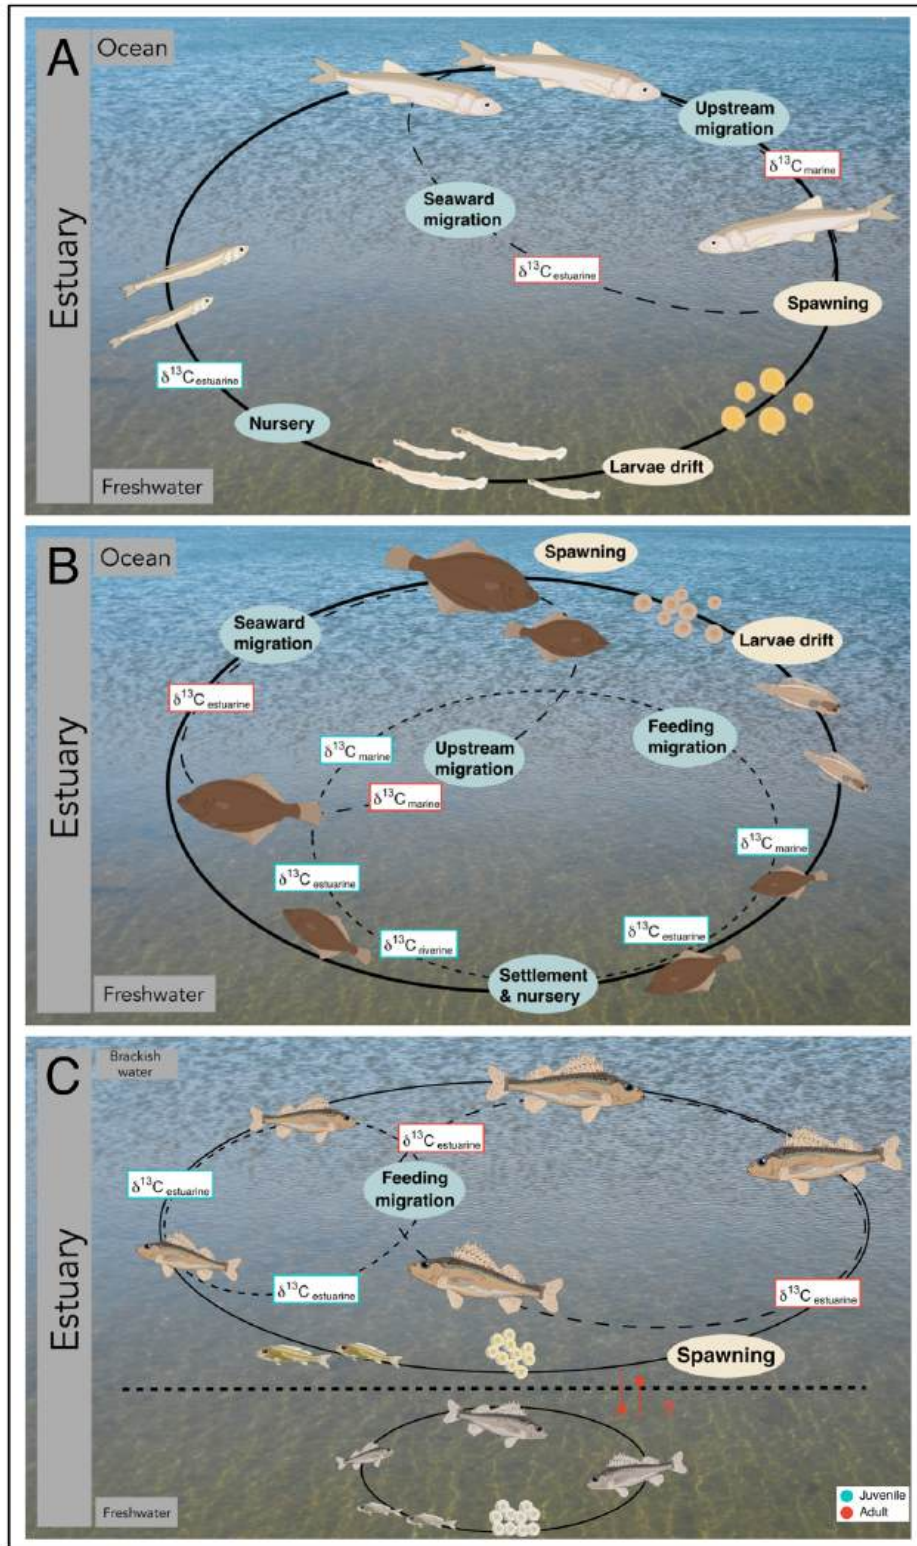 A
Ocean
Estuary
Upstream
migration
δ13Cmarine
Seaward
migration
δ13Cestuarine
Spawning
δ13Cestuarine
Nursery
Larvae drift
Freshwater
B
Ocean
Estuary
Spawning
Seaward
migration
Larvae drift
δ13Cestuarine
δ13Cmarine
Upstream
migration
Feeding
migration
δ13Cmarine
δ13Cmarine
δ13Cestuarine
δ13Cestuarine
δ13Criverine
Settlement
& nursery
Freshwater
C
Brackish
water
Estuary
δ13Cestuarine
Feeding
migration
δ13Cestuarine
δ13Cestuarine
δ13Cestuarine
Spawning
Freshwater
Juvenile
Adult